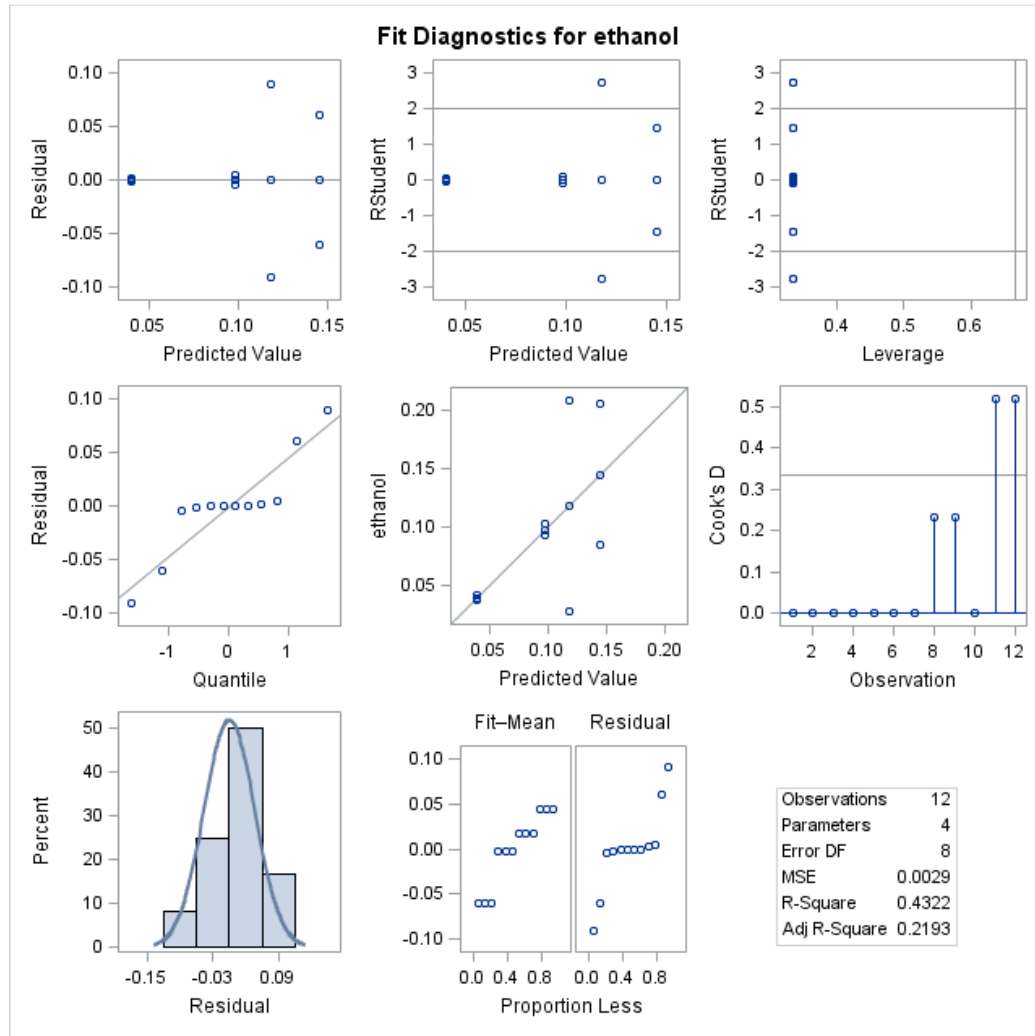 Fit Diagnostics for ethanol
0.10
0.05
0.00
-0.05
-0.10
Residual
0.05 0.10 0.15
Predicted Value
3
2
1
0
-1
-2
-3
RStudent
0.05 0.10 0.15
Predicted Value
3
2
1
0
-1
-2
-3
RStudent
0.4 0.5 0.6
Leverage
0.10
0.05
0.00
-0.05
-0.10
Residual
-1 0 1
Quantile
0.20
0.15
0.10
0.05
ethanol
0.05 0.10 0.15 0.20
Predicted Value
0.5
0.4
0.3
0.2
0.1
0.0
Cook's D
2 4 6 8 10 12
Observation
50
40
30
20
10
0
Percent
-0.15 -0.03 0.09
Residual
Fit–Mean Residual
0.10
0.05
0.00
-0.05
-0.10
0.0 0.4 0.8 0.0 0.4 0.8
Proportion Less
Observations 12
Parameters 4
Error DF 8
MSE 0.0029
R-Square 0.4322
Adj R-Square 0.2193